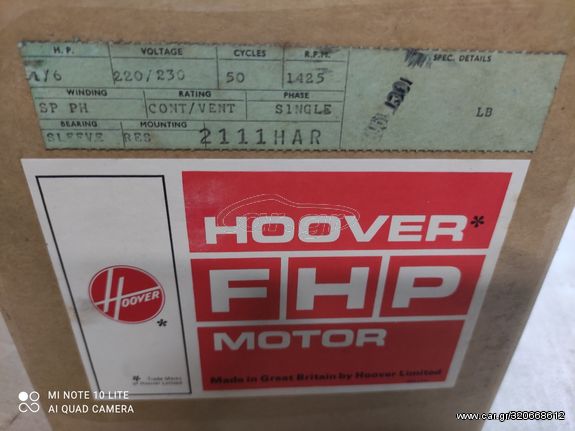 H.P. VOLTAGE CYCLES R.P.M. SPEC. DETAILS
1/6 220/230 50 1425
WINDING RATING PHASE
SP PH CONT/VENT SINGLE LB
BEARING MOUNTING
SLEEVE RES 2111HAR
HOOVER*
FHP
MOTOR
HOOVER
*
* Trade Marks
of Hoover Limited
Made in Great Britain by Hoover Limited
MI NOTE 10 LITE
AI QUAD CAMERA
www.car.gr/320668612